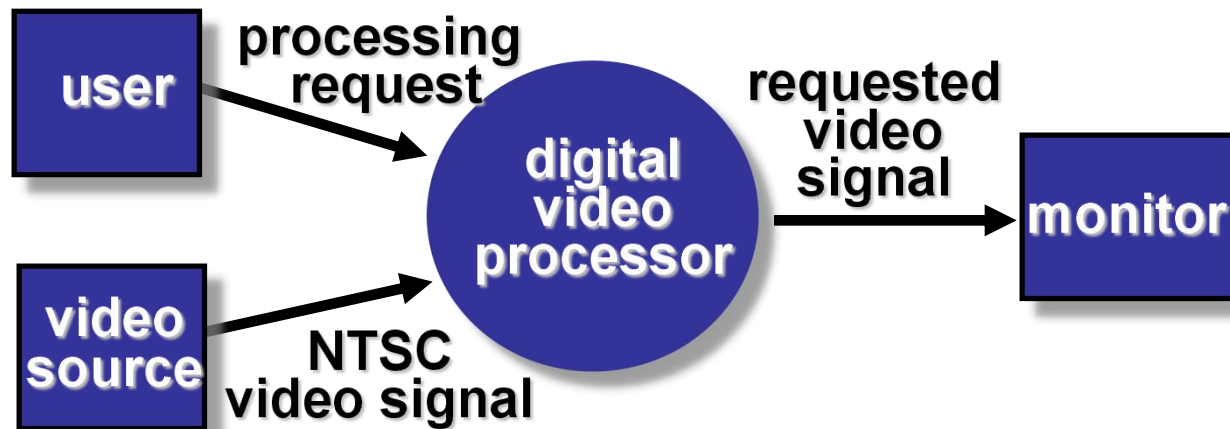 user
processing
request
video
source
NTSC
video signal
digital
video
processor
requested
video
signal
monitor